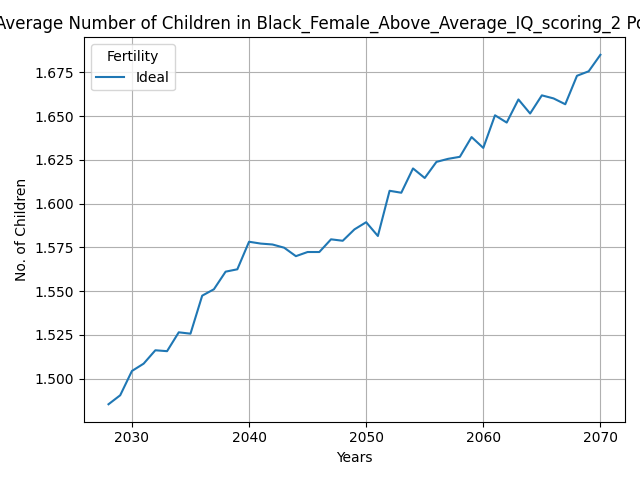 Average Number of Children in Black_Female_Above_Average_IQ_scoring_2 Po
Fertility
Ideal
No. of Children
1.675
1.650
1.625
1.600
1.575
1.550
1.525
1.500
2030 2040 2050 2060 2070
Years